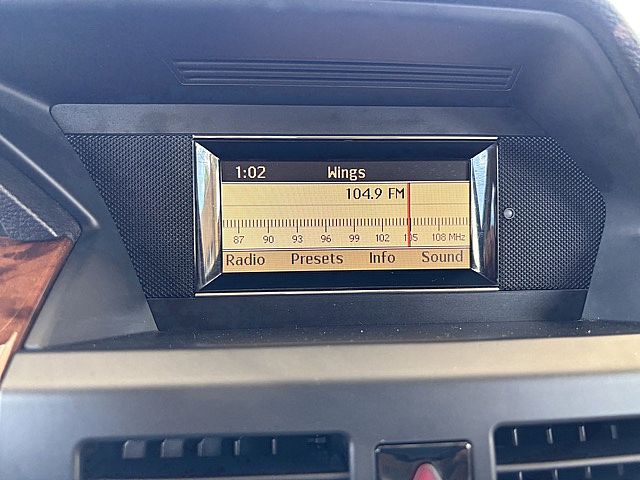 1:02 Wings
104.9 FM
87 90 93 96 99 102 105 108 MHz
Radio Presets Info Sound